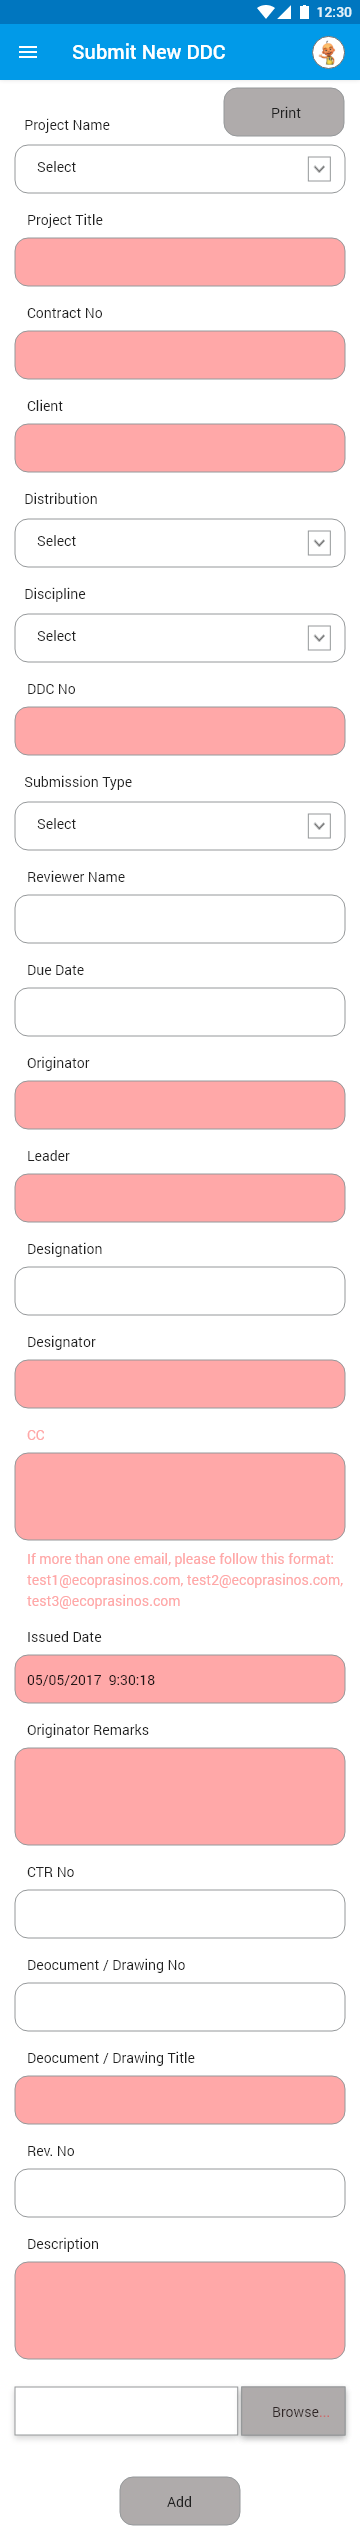 12:30
Submit New DDC
Print
Project Name
Select
Project Title
Contract No
Client
Distribution
Select
Discipline
Select
DDC No
Submission Type
Select
Reviewer Name
Due Date
Originator
Leader
Designation
Designator
CC
If more than one email, please follow this format:
test1@ecoprasinos.com, test2@ecoprasinos.com,
test3@ecoprasinos.com
Issued Date
05/05/2017 9:30:18
Originator Remarks
CTR No
Deocument / Drawing No
Deocument / Drawing Title
Rev. No
Description
Browse...
Add